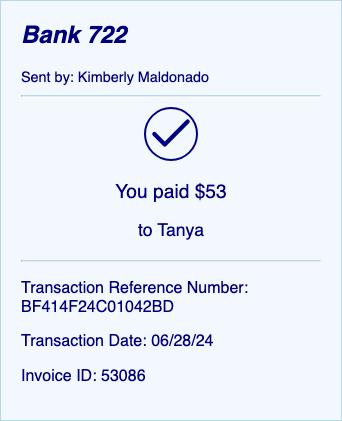 Bank 722
Sent by: Kimberly Maldonado
You paid $53
to Tanya
Transaction Reference Number:
BF414F24C01042BD
Transaction Date: 06/28/24
Invoice ID: 53086